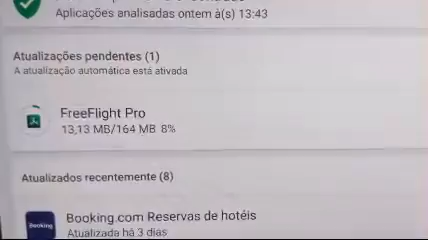 Aplicações analisadas ontem à(s) 13:43
Atualizações pendentes (1)
A atualização automática está ativada
FreeFlight Pro
13,13 MB/164 MB 8%
Atualizados recentemente (8)
Booking
Booking.com Reservas de hotéis
Atualizada há 3 dias